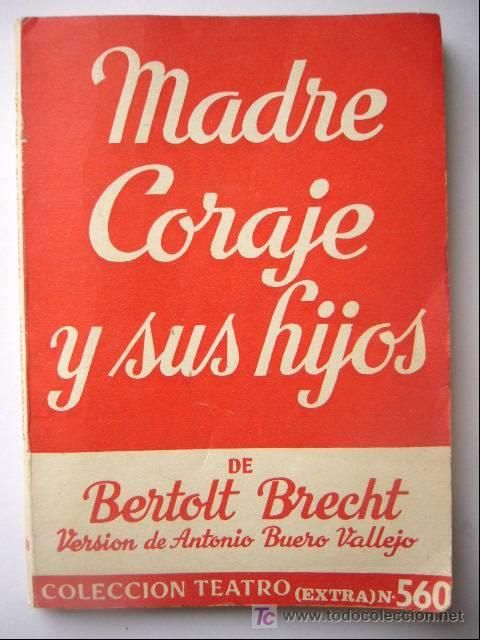 Madre
Coraje
y sus hijos
DE
Bertolt Brecht
Version de Antonio Buero Vallejo
COLECCION TEATRO (EXTRA) N. 560
TC www.todocoleccion.net